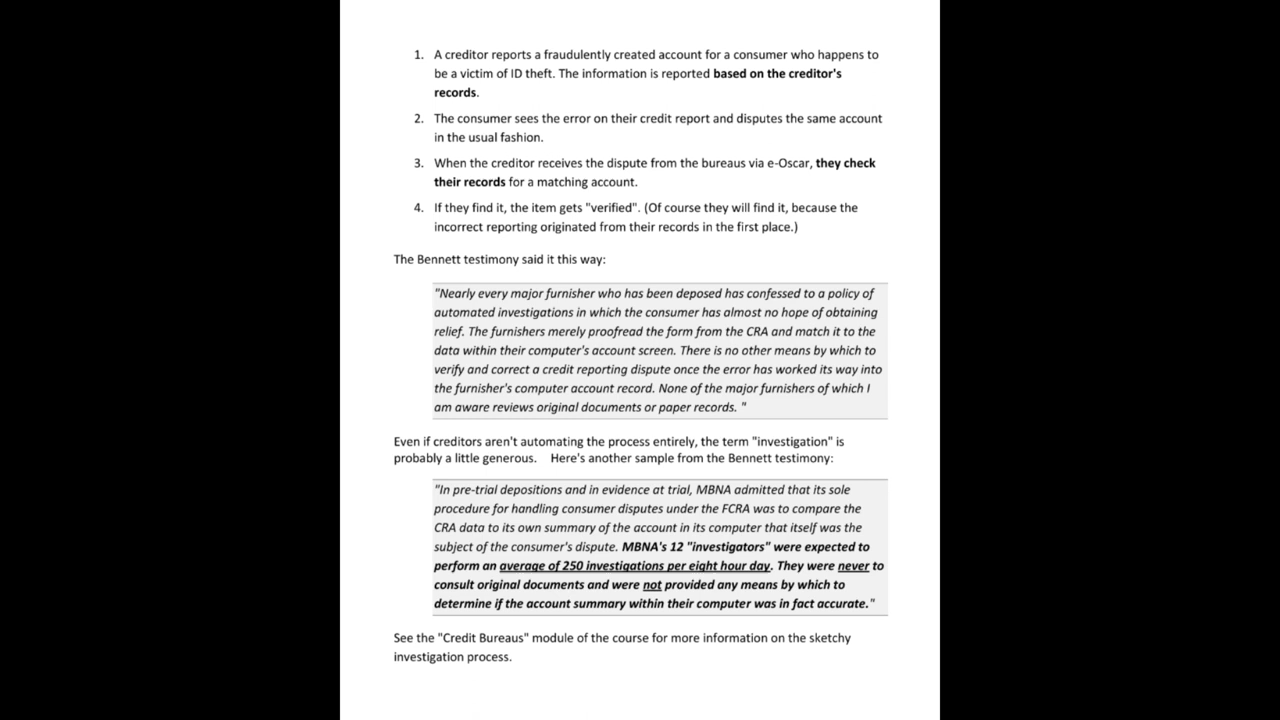 1. A creditor reports a fraudulently created account for a consumer who happens to
be a victim of ID theft. The information is reported based on the creditor's
records.
2. The consumer sees the error on their credit report and disputes the same account
in the usual fashion.
3. When the creditor receives the dispute from the bureaus via e-Oscar, they check
their records for a matching account.
4. If they find it, the item gets "verified". (Of course they will find it, because the
incorrect reporting originated from their records in the first place.)
The Bennett testimony said it this way:
"Nearly every major furnisher who has been deposed has confessed to a policy of
automated investigations in which the consumer has almost no hope of obtaining
relief. The furnishers merely proofread the form from the CRA and match it to the
data within their computer's account screen. There is no other means by which to
verify and correct a credit reporting dispute once the error has worked its way into
the furnisher's computer account record. None of the major furnishers of which I
am aware reviews original documents or paper records. "
Even if creditors aren't automating the process entirely, the term "investigation" is
probably a little generous. Here's another sample from the Bennett testimony:
"In pre-trial depositions and in evidence at trial, MBNA admitted that its sole
procedure for handling consumer disputes under the FCRA was to compare the
CRA data to its own summary of the account in its computer that itself was the
subject of the consumer's dispute. MBNA's 12 "investigators" were expected to
perform an average of 250 investigations per eight hour day. They were never to
consult original documents and were not provided any means by which to
determine if the account summary within their computer was in fact accurate."
See the "Credit Bureaus" module of the course for more information on the sketchy
investigation process.